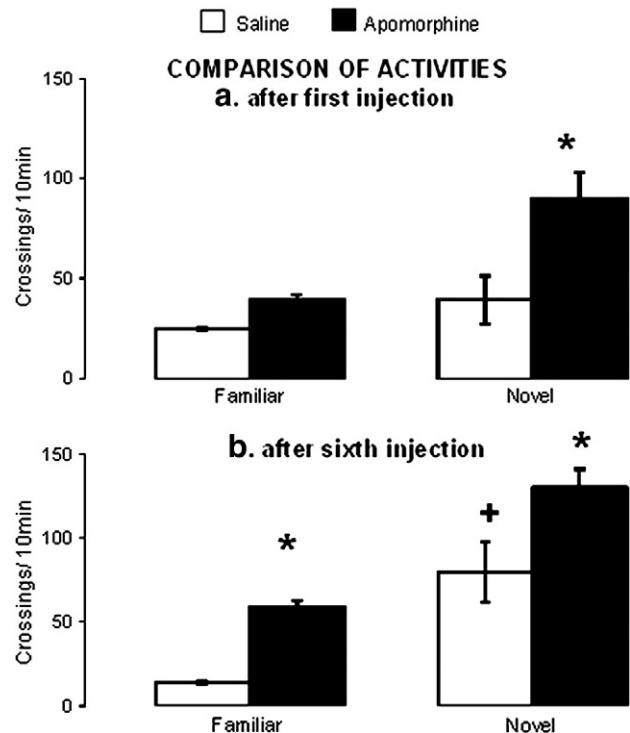 Saline Apomorphine
COMPARISON OF ACTIVITIES
a. after first injection
150
100
50
0
Crossings/ 10min
*
Familiar Novel
b. after sixth injection
150
100
50
0
Crossings/ 10min
*
+
*
Familiar Novel